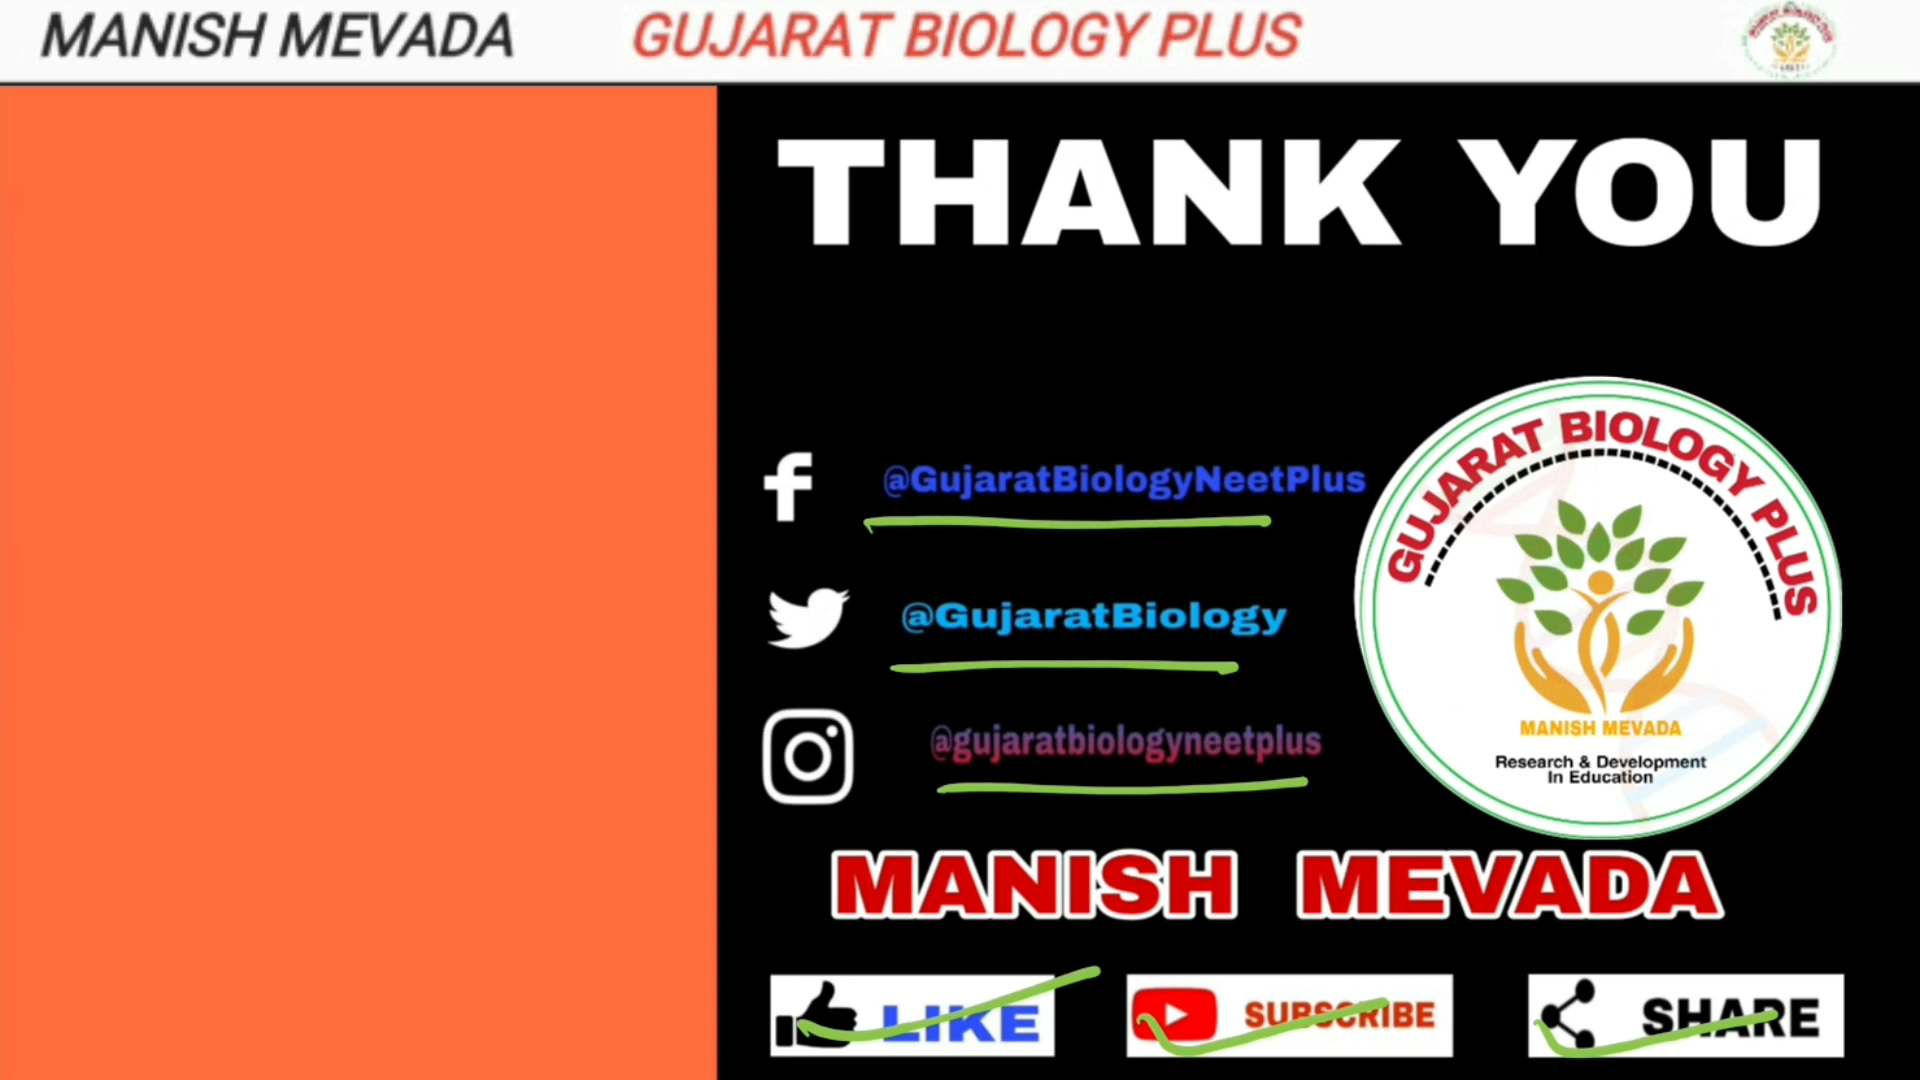 MANISH MEVADA
GUJARAT BIOLOGY PLUS
THANK YOU
@GujaratBiologyNeetPlus
@GujaratBiology
@gujaratbiologyneetplus
GUJARAT BIOLOGY PLUS
MANISH MEVADA
Research & Development
In Education
MANISH MEVADA
LIKE
SUBSCRIBE
SHARE